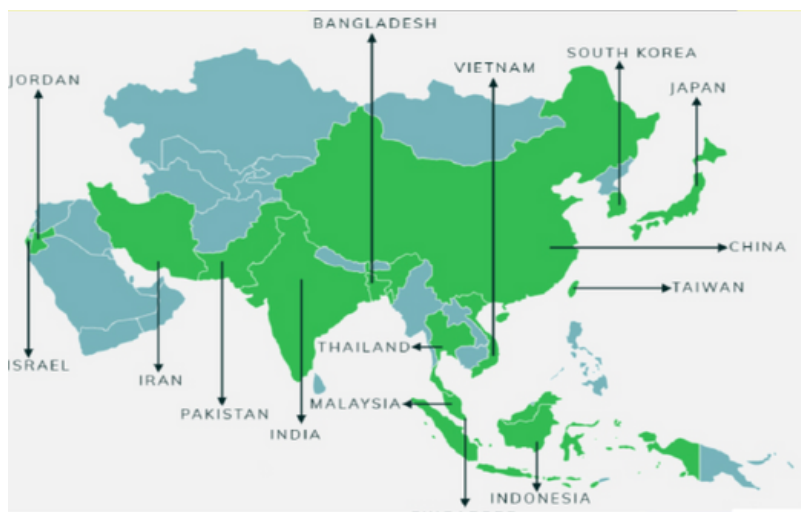 BANGLADESH
SOUTH KOREA
VIETNAM
JORDAN
JAPAN
CHINA
TAIWAN
THAILAND
ISRAEL
IRAN
MALAYSIA
PAKISTAN
INDIA
INDONESIA